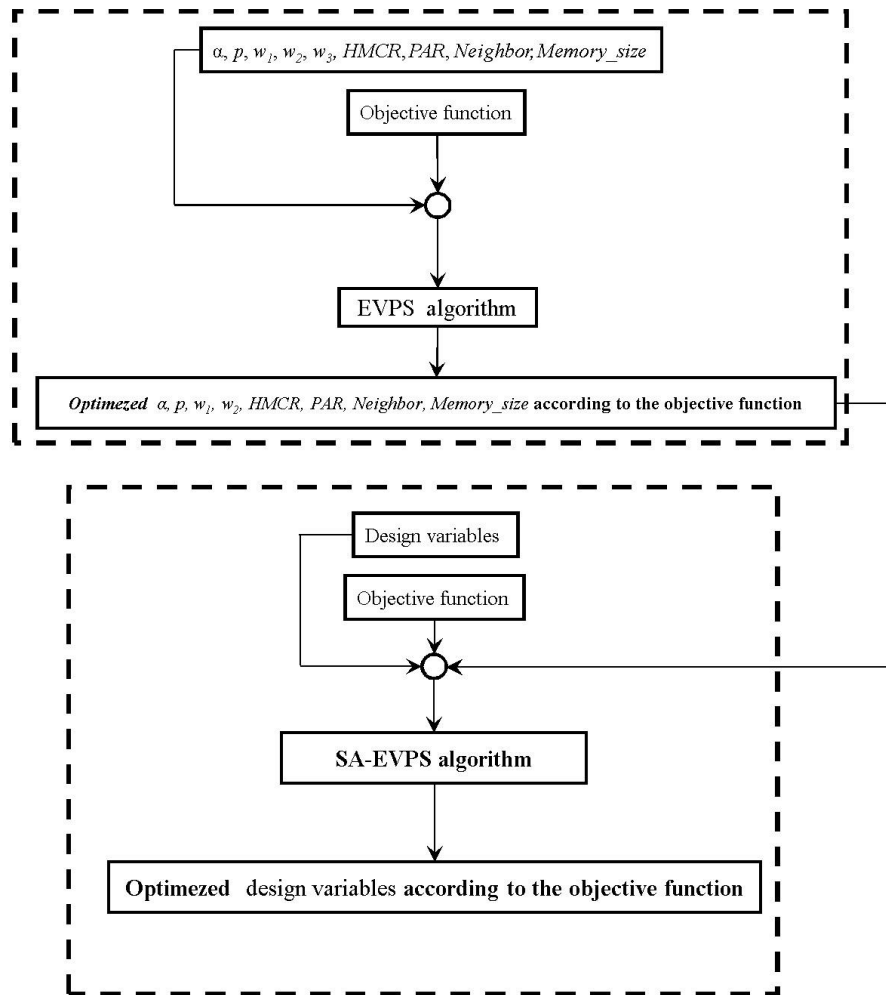 α, p, w₁, w₂, w₃, HMCR, PAR, Neighbor, Memory_size
Objective function
EVPS algorithm
Optimezed α, p, w₁, w₂, HMCR, PAR, Neighbor, Memory_size according to the objective function
Design variables
Objective function
SA-EVPS algorithm
Optimezed design variables according to the objective function